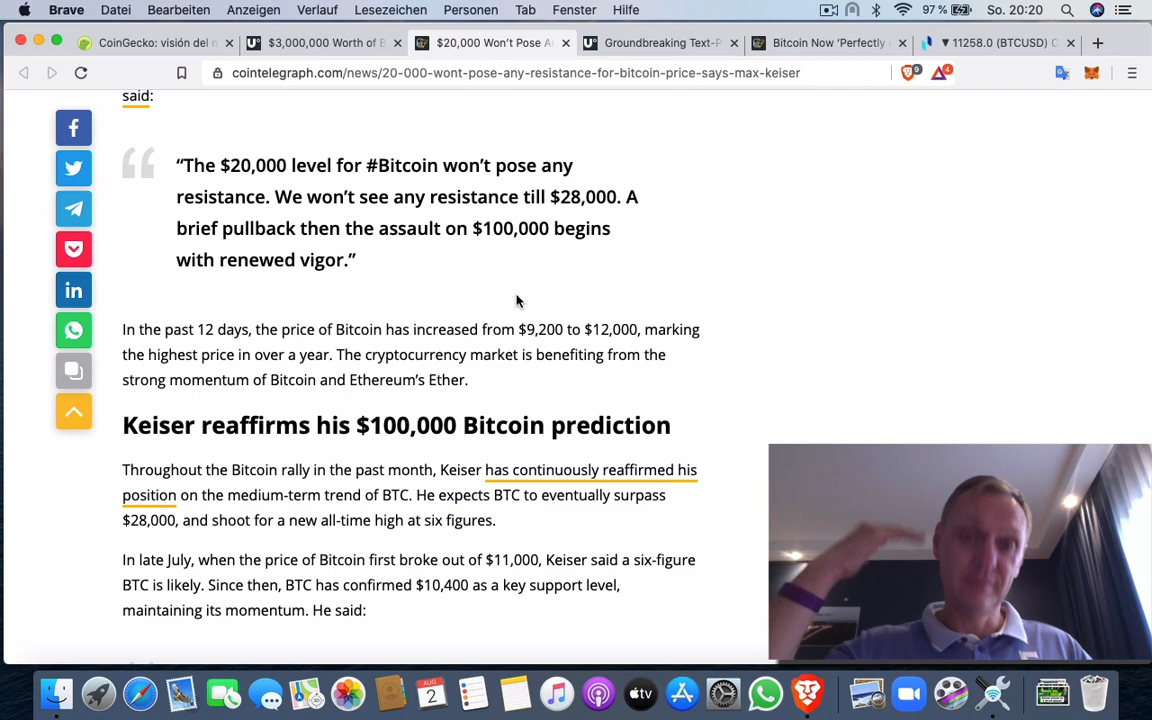 Brave Datei Bearbeiten Anzeigen Verlauf Lesezeichen Personen Tab Fenster Hilfe 97 % So. 20:20
CoinGecko: visión del n $3,000,000 Worth of B $20,000 Won't Pose A Groundbreaking Text-P Bitcoin Now 'Perfectly 11258.0 (BTCUSD) C
cointelegraph.com/news/20-000-wont-pose-any-resistance-for-bitcoin-price-says-max-keiser 9 4
said:
“The $20,000 level for #Bitcoin won’t pose any
resistance. We won’t see any resistance till $28,000. A
brief pullback then the assault on $100,000 begins
with renewed vigor.”
In the past 12 days, the price of Bitcoin has increased from $9,200 to $12,000, marking
the highest price in over a year. The cryptocurrency market is benefiting from the
strong momentum of Bitcoin and Ethereum’s Ether.
Keiser reaffirms his $100,000 Bitcoin prediction
Throughout the Bitcoin rally in the past month, Keiser has continuously reaffirmed his
position on the medium-term trend of BTC. He expects BTC to eventually surpass
$28,000, and shoot for a new all-time high at six figures.
In late July, when the price of Bitcoin first broke out of $11,000, Keiser said a six-figure
BTC is likely. Since then, BTC has confirmed $10,400 as a key support level,
maintaining its momentum. He said:
AUG
2
tv